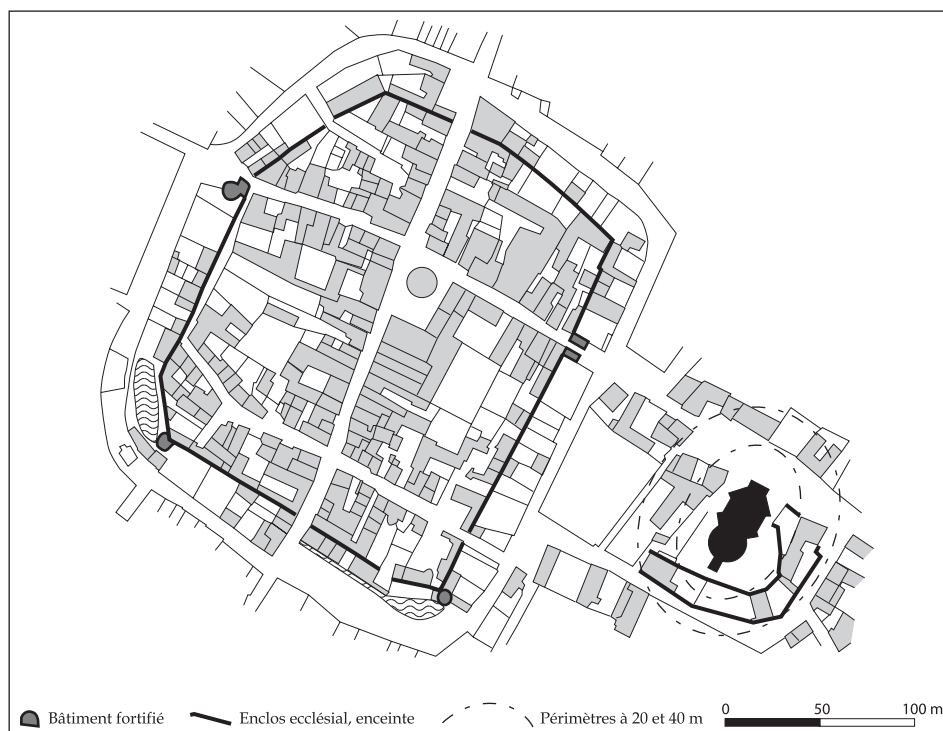 Bâtiment fortifié
Enclos ecclésial, enceinte
Périmètres à 20 et 40 m
0 50 100 m